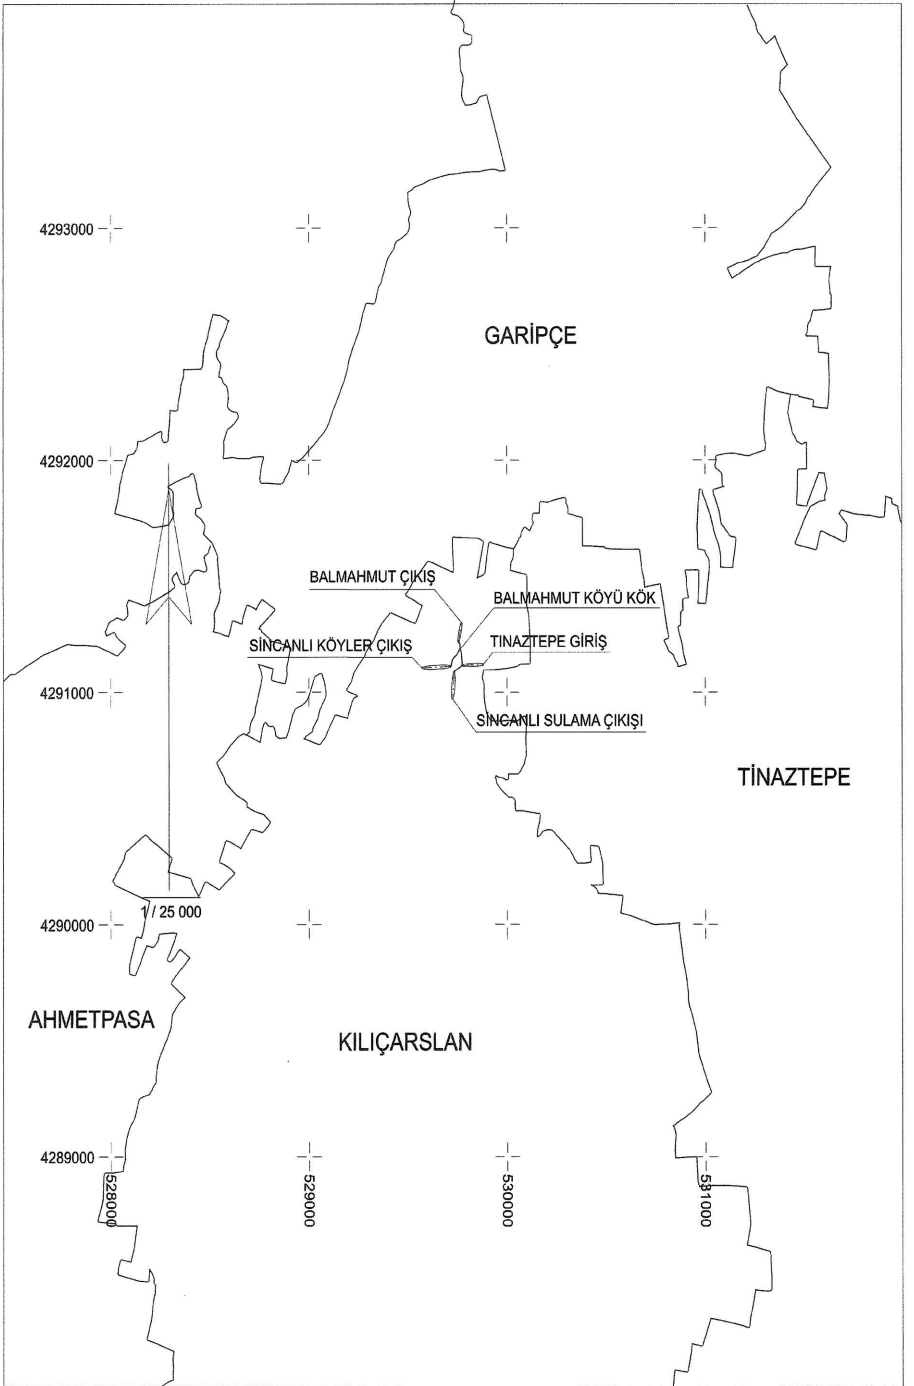 4293000
GARİPÇE
4292000
BALMAHMUT ÇIKIŞ
BALMAHMUT KÖYÜ KÖK
SİNCANLI KÖYLER ÇIKIŞ
TINAZTEPE GİRİŞ
4291000
SİNCANLI SULAMA ÇIKIŞI
TİNAZTEPE
1 / 25 000
4290000
AHMETPASA
KILIÇARSLAN
4289000
528000
529000
530000
531000